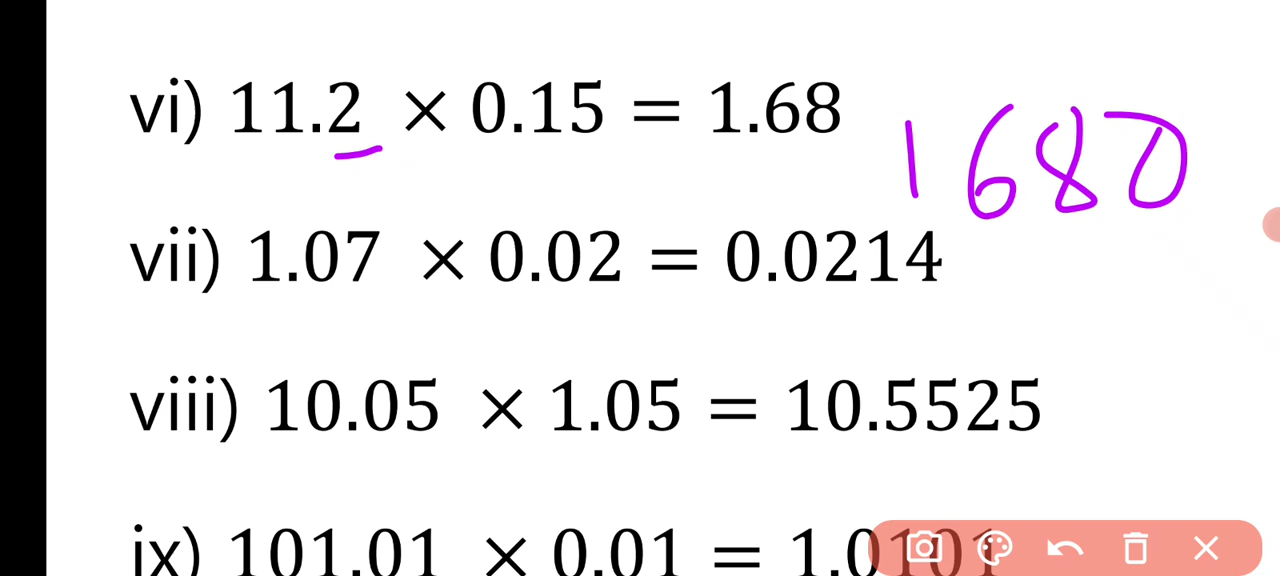 vi) 11.2 × 0.15 = 1.68
1680
vii) 1.07 × 0.02 = 0.0214
viii) 10.05 × 1.05 = 10.5525
ix) 101.01 × 0.01 = 1.0101